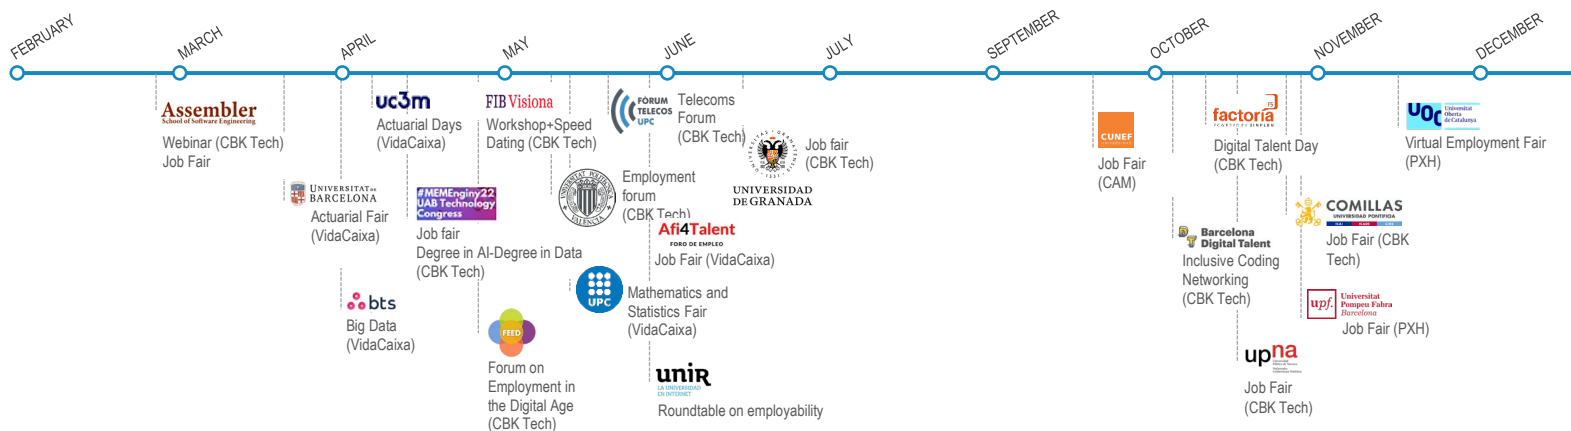 FEBRUARY
MARCH
APRIL
MAY
JUNE
JULY
SEPTEMBER
OCTOBER
NOVEMBER
DECEMBER
Assembler
School of Software Engineering
Webinar (CBK Tech)
Job Fair
UNIVERSITAT DE
BARCELONA
Actuarial Fair
(VidaCaixa)
bts
Big Data
(VidaCaixa)
uc3m
Actuarial Days
(VidaCaixa)
#MEMEnginy22
UAB Technology
Congress
Job fair
Degree in AI-Degree in Data
(CBK Tech)
FIB Visiona
Workshop+Speed
Dating (CBK Tech)
FEED
Forum on
Employment in
the Digital Age
(CBK Tech)
UNIVERSITAT POLITÈCNICA
VALENCIA
Employment
forum
(CBK Tech)
UPC
Mathematics and
Statistics Fair
(VidaCaixa)
FÒRUM
TELECOS
UPC
Telecoms
Forum
(CBK Tech)
Afi4Talent
FORO DE EMPLEO
Job Fair (VidaCaixa)
unir
LA UNIVERSIDAD
EN INTERNET
Roundtable on employability
UNIVERSIDAD
DE GRANADA
Job fair
(CBK Tech)
CUNEF
Job Fair
(CAM)
Barcelona
Digital Talent
Inclusive Coding
Networking
(CBK Tech)
factoría
F5
Digital Talent Day
(CBK Tech)
upna
Job Fair
(CBK Tech)
COMILLAS
UNIVERSIDAD PONTIFICIA
Job Fair (CBK
Tech)
upf.
Universitat
Pompeu Fabra
Barcelona
Job Fair (PXH)
UOC
Universitat
Oberta
de Catalunya
Virtual Employment Fair
(PXH)